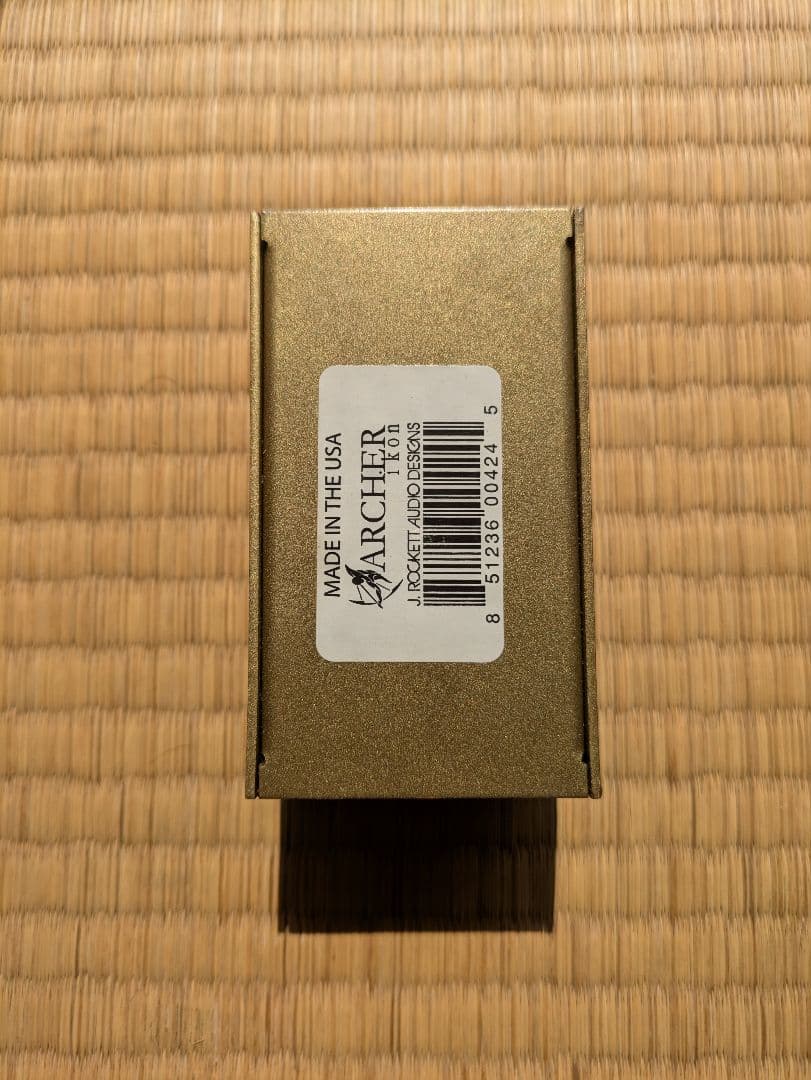 MADE IN THE USA
ARCHER
ikon
J. ROCKETT AUDIO DESIGNS
8 51236 00424 5